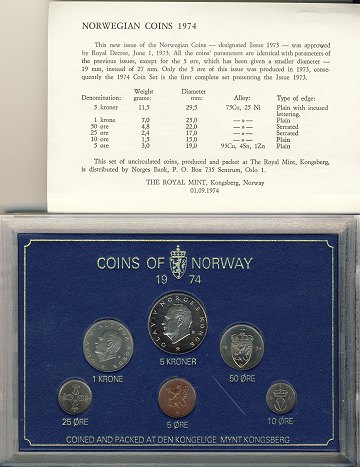 NORWEGIAN COINS 1974
This new issue of the Norwegian Coins — designated Issue 1973 — was approved
by Royal Decree, June 1, 1973. All the coins' parameters are identical with parameters of
the previous issues, except for the 5 øre, which has been given a smaller diameter —
19 mm, instead of 27 mm. Only the 5 øre of this issue was produced in 1973, conse-
quently the 1974 Coin Set is the first complete set presenting the Issue 1973.
Weight Diameter
Denomination: grams: mm: Alloy: Type of edge:
5 kroner 11,5 29,5 75Cu, 25 Ni Plain with incused
lettering.
1 krone 7,0 25,0 — » — Plain
50 øre 4,8 22,0 — » — Serrated
25 øre 2,4 17,0 — » — Serrated
10 øre 1,5 15,0 — » — Plain
5 øre 3,0 19,0 95Cu, 4Sn, 1Zn Plain
This set of uncirculated coins, produced and packet at The Royal Mint, Kongsberg,
is distributed by Norges Bank, P. O. Box 735 Sentrum, Oslo 1.
THE ROYAL MINT, Kongsberg, Norway
01.09.1974
COINS OF NORWAY
19 74
OLAV V NORGES KONGE
1 KRONE
5 KRONER
50 ØRE
25 ØRE
5 ØRE
10 ØRE
COINED AND PACKED AT DEN KONGELIGE MYNT KONGSBERG